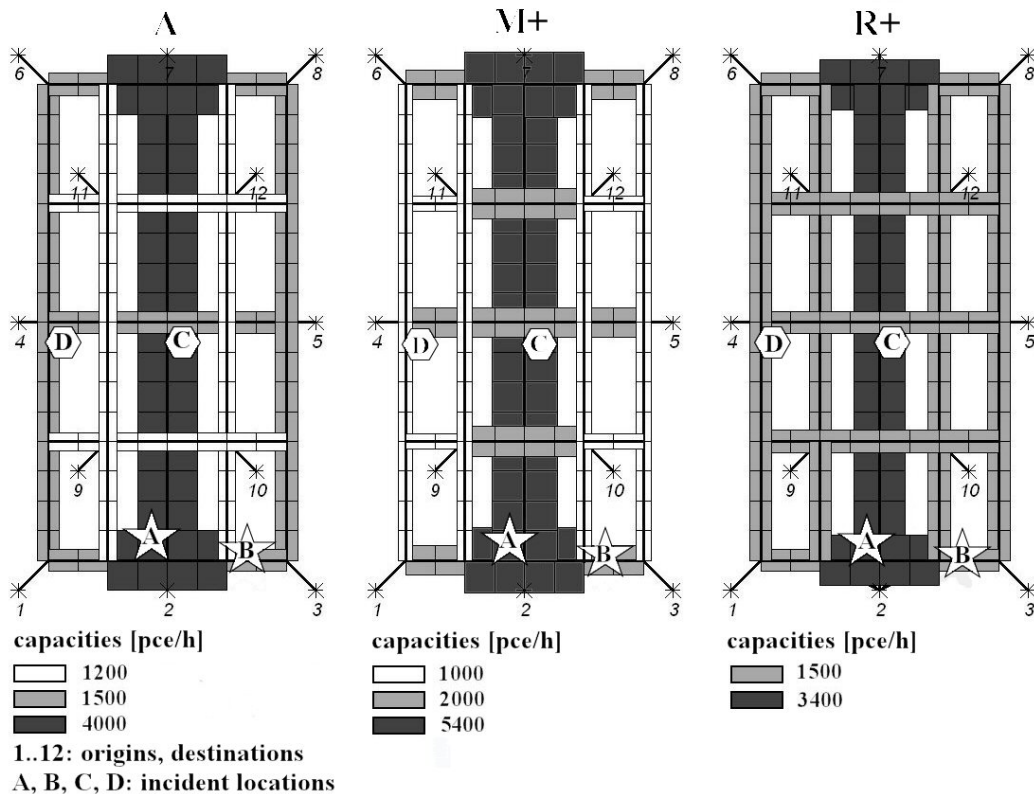 A M+ R+
6 7 8 6 7 8 6 7 8
11 12 11 12 11 12
4 D C 5 4 D C 5 4 D C 5
9 10 9 10 9 10
A B A B A B
1 2 3 1 2 3 1 2 3
capacities [pce/h] capacities [pce/h] capacities [pce/h]
1200 1000 1500
1500 2000 3400
4000 5400
1..12: origins, destinations
A, B, C, D: incident locations